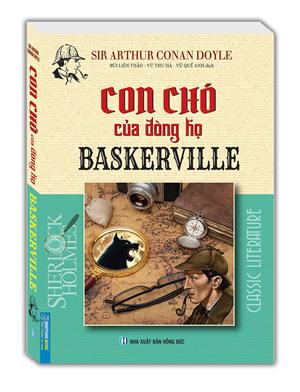 SIR ARTHUR CONAN DOYLE
BÙI LIÊN THẢO - VŨ THU HÀ - VŨ QUẾ ANH dịch
CON CHÓ
của dòng họ
BASKERVILLE
CLASSIC LITERATURE
NHÀ XUẤT BẢN HỒNG ĐỨC
CON CHÓ của dòng họ BASKERVILLE
SHERLOCK
HOLMES